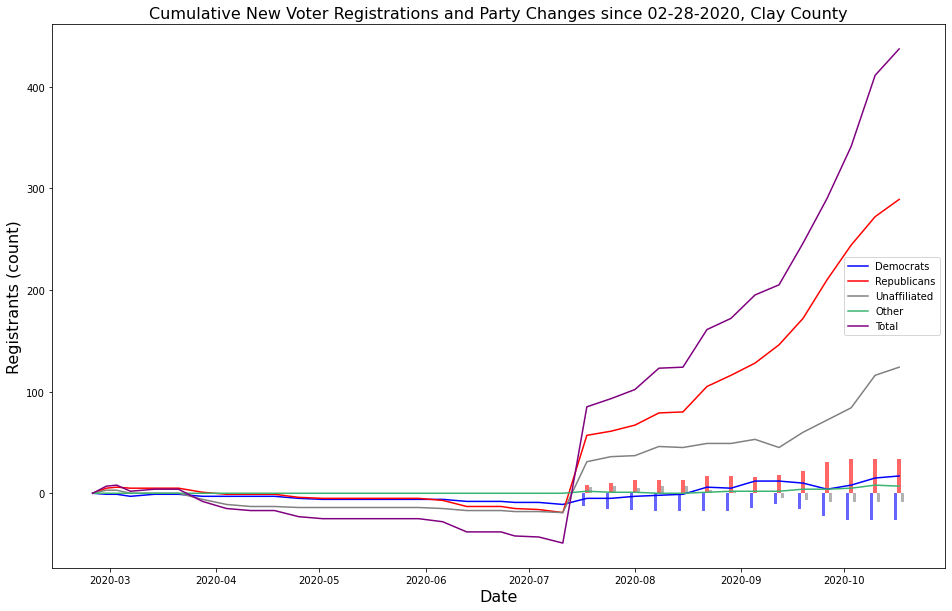 Cumulative New Voter Registrations and Party Changes since 02-28-2020, Clay County
Registrants (count)
400
300
200
100
0
Democrats
Republicans
Unaffiliated
Other
Total
2020-03 2020-04 2020-05 2020-06 2020-07 2020-08 2020-09 2020-10
Date